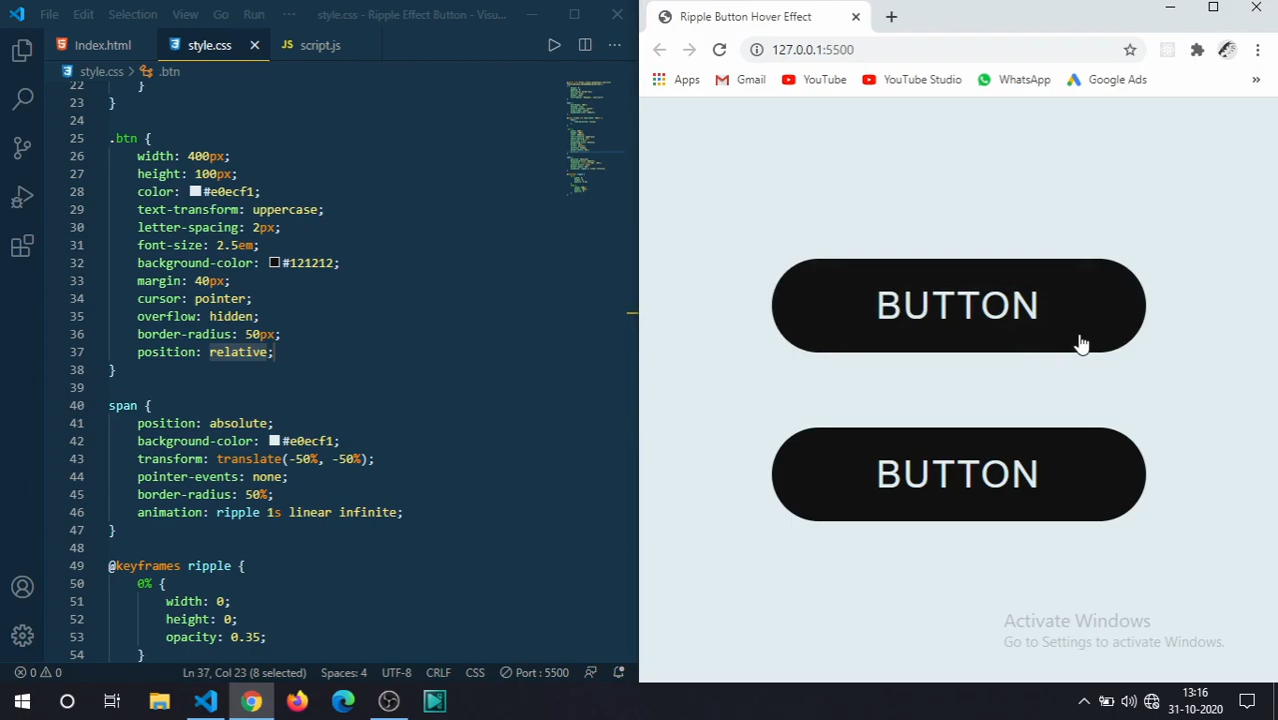 File Edit Selection View Go Run ··· style.css - Ripple Effect Button - Visu...
Index.html style.css script.js
style.css > .btn
22 }
23 }
24
25 .btn {
26 width: 400px;
27 height: 100px;
28 color: #e0ecf1;
29 text-transform: uppercase;
30 letter-spacing: 2px;
31 font-size: 2.5em;
32 background-color: #121212;
33 margin: 40px;
34 cursor: pointer;
35 overflow: hidden;
36 border-radius: 50px;
37 position: relative;
38 }
39
40 span {
41 position: absolute;
42 background-color: #e0ecf1;
43 transform: translate(-50%, -50%);
44 pointer-events: none;
45 border-radius: 50%;
46 animation: ripple 1s linear infinite;
47 }
48
49 @keyframes ripple {
50 0% {
51 width: 0;
52 height: 0;
53 opacity: 0.35;
54 }
0 0 Ln 37, Col 23 (8 selected) Spaces: 4 UTF-8 CRLF CSS Port : 5500
Ripple Button Hover Effect
127.0.0.1:5500
Apps Gmail YouTube YouTube Studio WhatsApp Google Ads »
BUTTON
BUTTON
Activate Windows
Go to Settings to activate Windows.
13:16
31-10-2020